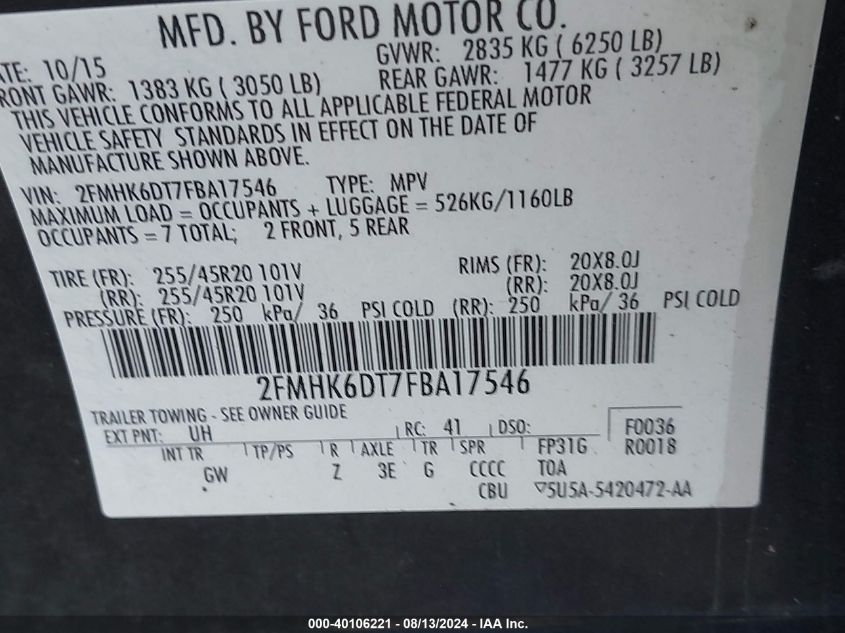 MFD. BY FORD MOTOR CO.
ATE: 10/15 GVWR: 2835 KG ( 6250 LB)
RONT GAWR: 1383 KG ( 3050 LB) REAR GAWR: 1477 KG ( 3257 LB)
THIS VEHICLE CONFORMS TO ALL APPLICABLE FEDERAL MOTOR
VEHICLE SAFETY STANDARDS IN EFFECT ON THE DATE OF
MANUFACTURE SHOWN ABOVE.
VIN: 2FMHK6DT7FBA17546 TYPE: MPV
MAXIMUM LOAD = OCCUPANTS + LUGGAGE = 526KG/1160LB
OCCUPANTS = 7 TOTAL; 2 FRONT, 5 REAR
TIRE (FR): 255/45R20 101V RIMS (FR): 20X8.0J
(RR): 255/45R20 101V (RR): 20X8.0J
PRESSURE (FR): 250 kPa/ 36 PSI COLD (RR): 250 kPa/ 36 PSI COLD
2FMHK6DT7FBA17546
TRAILER TOWING - SEE OWNER GUIDE
EXT PNT: UH RC: 41 DSO: F0036
INT TR TP/PS R AXLE TR SPR FP31G R0018
GW Z 3E G CCCC TOA
CBU ▽5U5A-5420472-AA
000-40106221 - 08/13/2024 - IAA Inc.